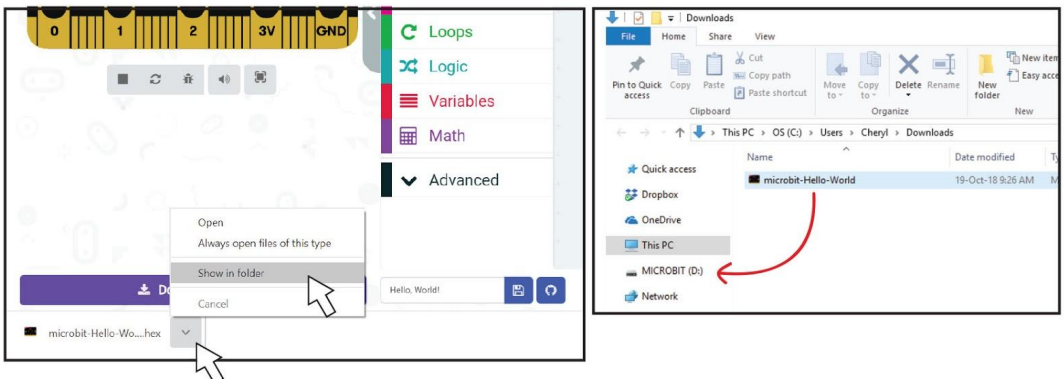 0 1 2 3V GND
Loops
Logic
Variables
Math
Advanced
Open
Always open files of this type
Show in folder
Cancel
Hello, World!
microbit-Hello-Wo....hex
Downloads
File Home Share View
Pin to Quick access
Copy
Paste
Cut
Copy path
Paste shortcut
Clipboard
Move to
Copy to
Delete
Rename
Organize
New folder
New item
New
This PC > OS (C:) > Users > Cheryl > Downloads
Name Date modified
microbit-Hello-World 19-Oct-18 9:26 AM
Quick access
Dropbox
OneDrive
This PC
MICROBIT (D:)
Network